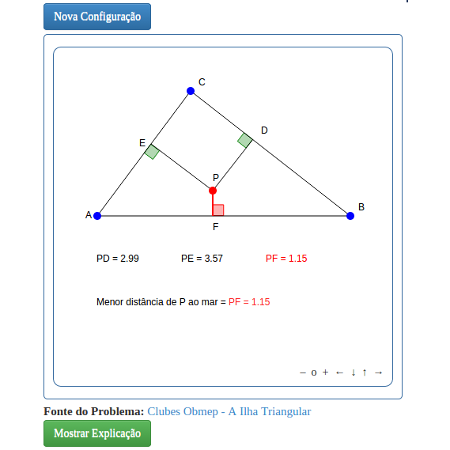 Nova Configuração
C
D
E
P
A
B
F
PD = 2.99 PE = 3.57 PF = 1.15
Menor distância de P ao mar = PF = 1.15
– o + ← ↓ ↑ →
Fonte do Problema: Clubes Obmep - A Ilha Triangular
Mostrar Explicação